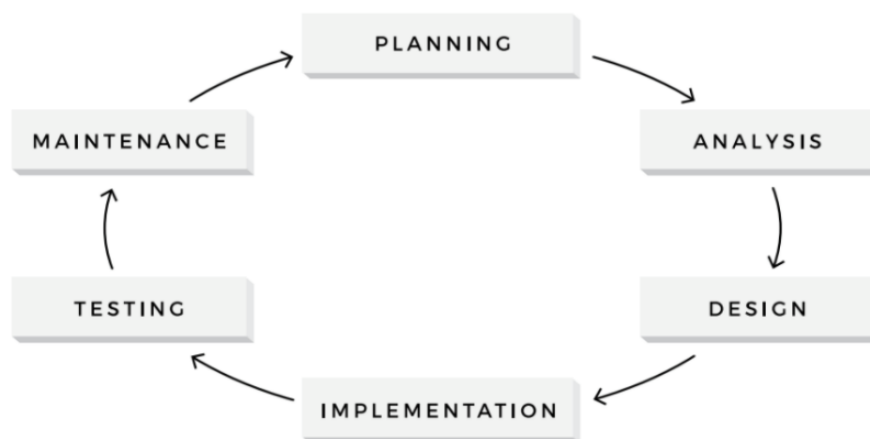 PLANNING
ANALYSIS
DESIGN
IMPLEMENTATION
TESTING
MAINTENANCE